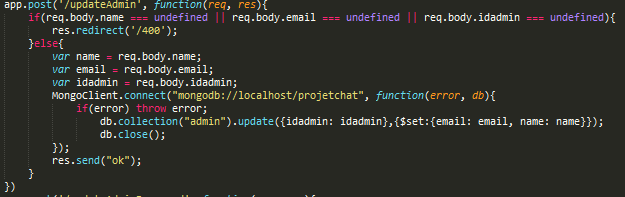 app.post('/updateAdmin', function(req, res){
    if(req.body.name === undefined || req.body.email === undefined || req.body.idadmin === undefined){
        res.redirect('/400');
    }else{
        var name = req.body.name;
        var email = req.body.email;
        var idadmin = req.body.idadmin;
        MongoClient.connect("mongodb://localhost/projetchat", function(error, db){
            if(error) throw error;
                db.collection("admin").update({idadmin: idadmin},{$set:{email: email, name: name}});
                db.close();
        });
        res.send("ok");
    }
})